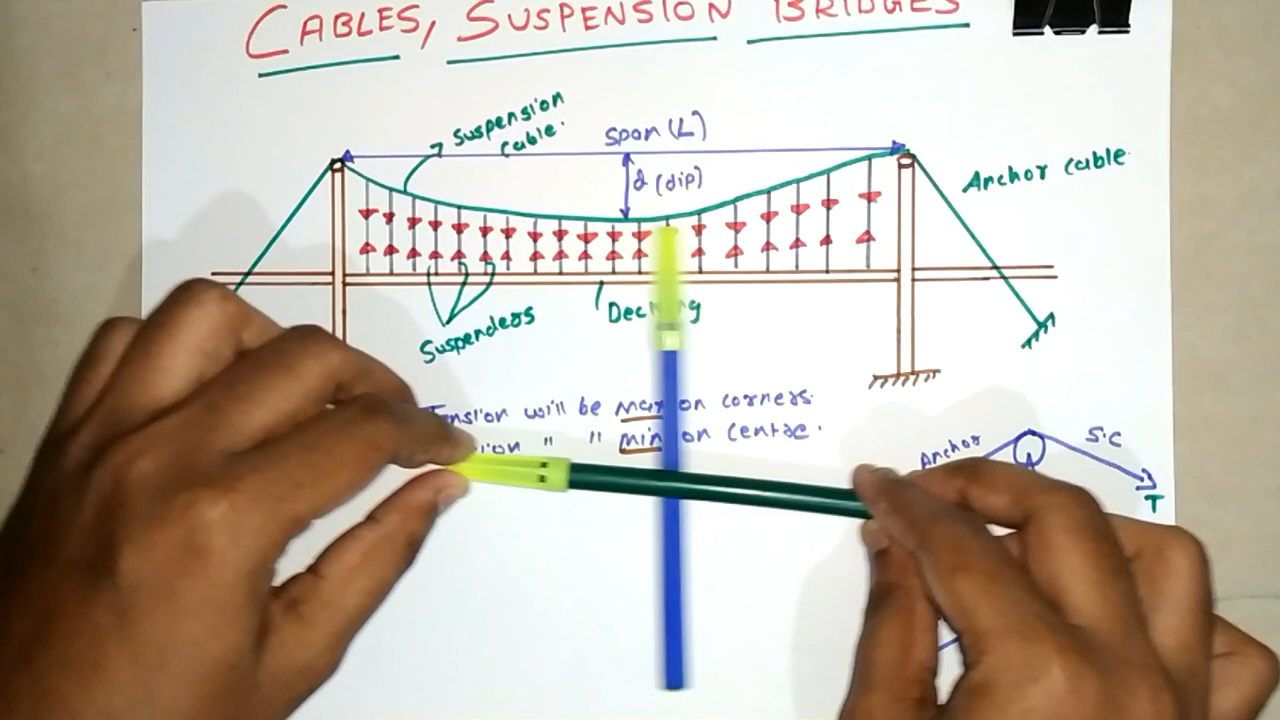 CABLES, SUSPENSION BRIDGES
Suspension
cable.
span (L)
d (dip)
Anchor cable
Suspenders
Tension will be max on corners.
" " min on centre.
Anchor
S.C
T